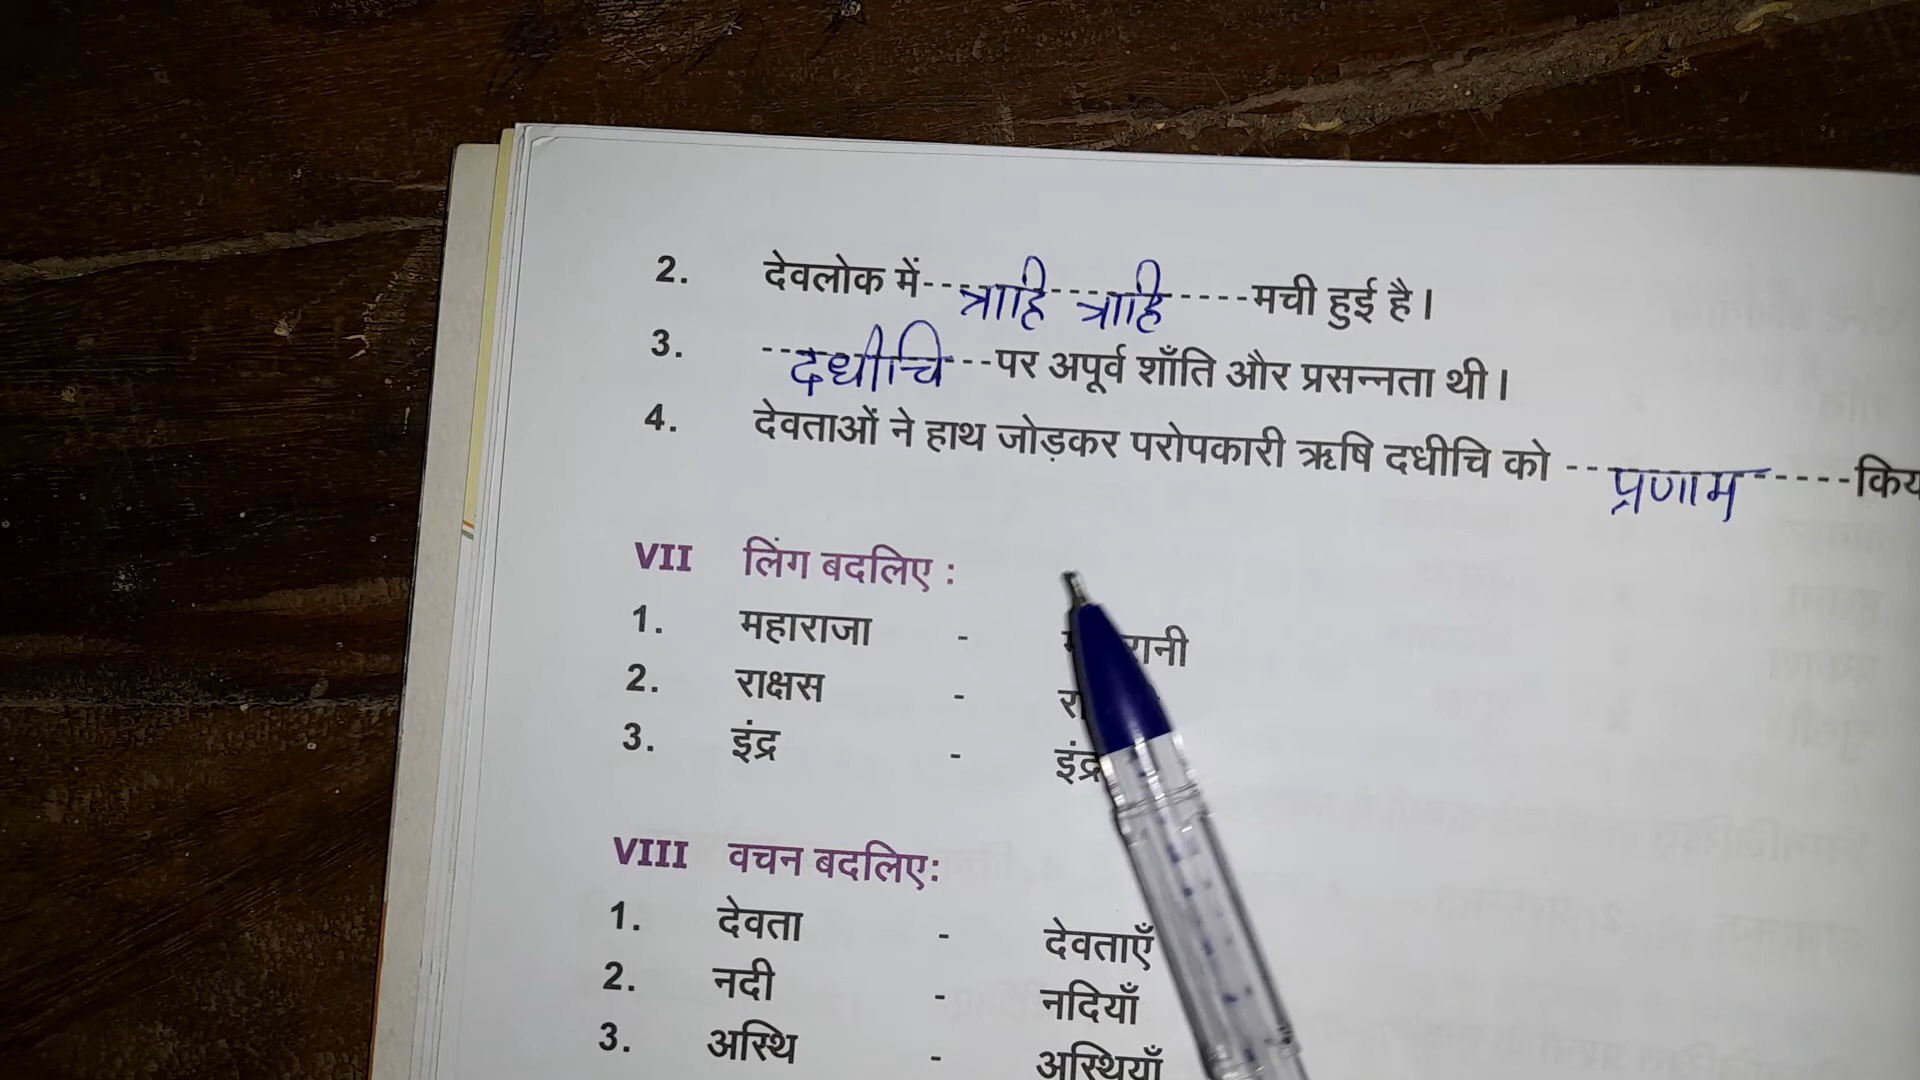 2. देवलोक में-- त्राहि त्राहि ----मची हुई है।
3. --दधीचि--पर अपूर्व शाँति और प्रसन्नता थी।
4. देवताओं ने हाथ जोड़कर परोपकारी ऋषि दधीचि को --प्रणाम-----किय
VII लिंग बदलिए :
1. महाराजा -
2. राक्षस -
3. इंद्र -
VIII वचन बदलिए:
1. देवता - देवताएँ
2. नदी - नदियाँ
3. अस्थि - अस्थियाँ